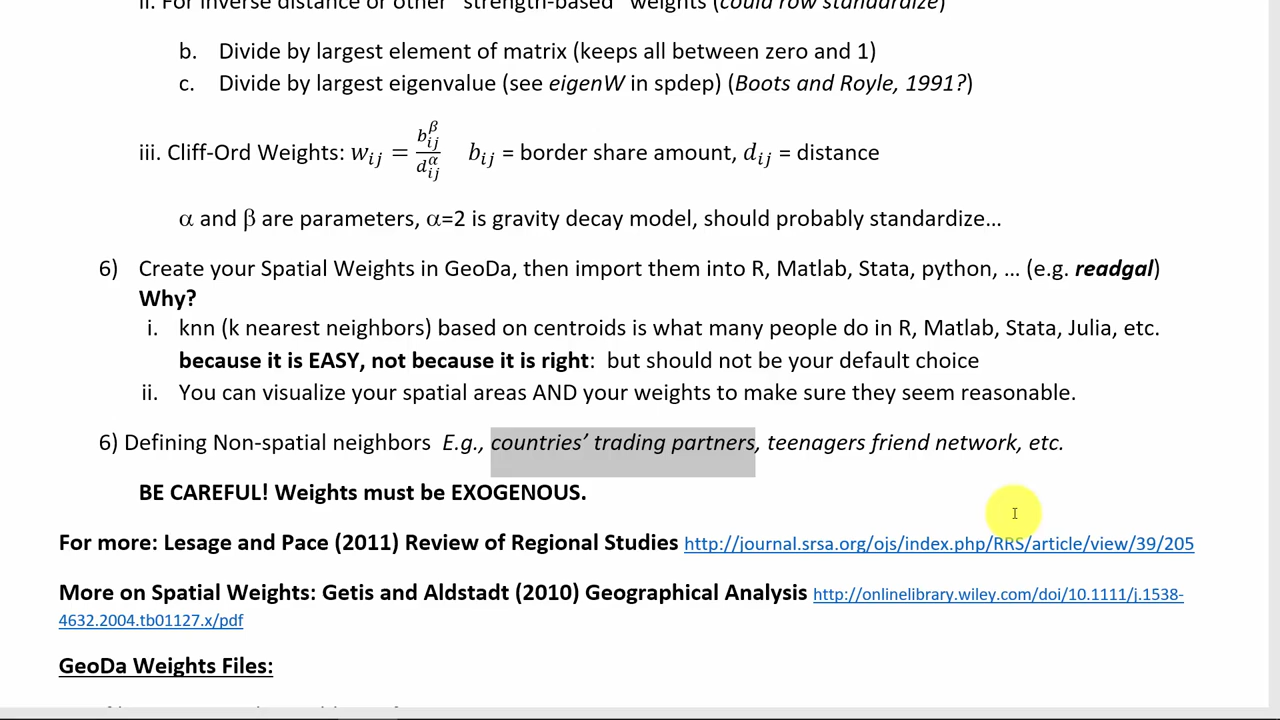 ii. For inverse distance or other "strength-based" weights (could row standardize)
b. Divide by largest element of matrix (keeps all between zero and 1)
c. Divide by largest eigenvalue (see eigenW in spdep) (Boots and Royle, 1991?)
iii. Cliff-Ord Weights: w_{ij} = \frac{b_{ij}^{β}}{d_{ij}^{α}} b_{ij} = border share amount, d_{ij} = distance
α and β are parameters, α=2 is gravity decay model, should probably standardize…
6) Create your Spatial Weights in GeoDa, then import them into R, Matlab, Stata, python, … (e.g. readgal)
Why?
i. knn (k nearest neighbors) based on centroids is what many people do in R, Matlab, Stata, Julia, etc.
because it is EASY, not because it is right: but should not be your default choice
ii. You can visualize your spatial areas AND your weights to make sure they seem reasonable.
6) Defining Non-spatial neighbors E.g., countries' trading partners, teenagers friend network, etc.
BE CAREFUL! Weights must be EXOGENOUS.
For more: Lesage and Pace (2011) Review of Regional Studies http://journal.srsa.org/ojs/index.php/RRS/article/view/39/205
More on Spatial Weights: Getis and Aldstadt (2010) Geographical Analysis http://onlinelibrary.wiley.com/doi/10.1111/j.1538-
4632.2004.tb01127.x/pdf
GeoDa Weights Files: